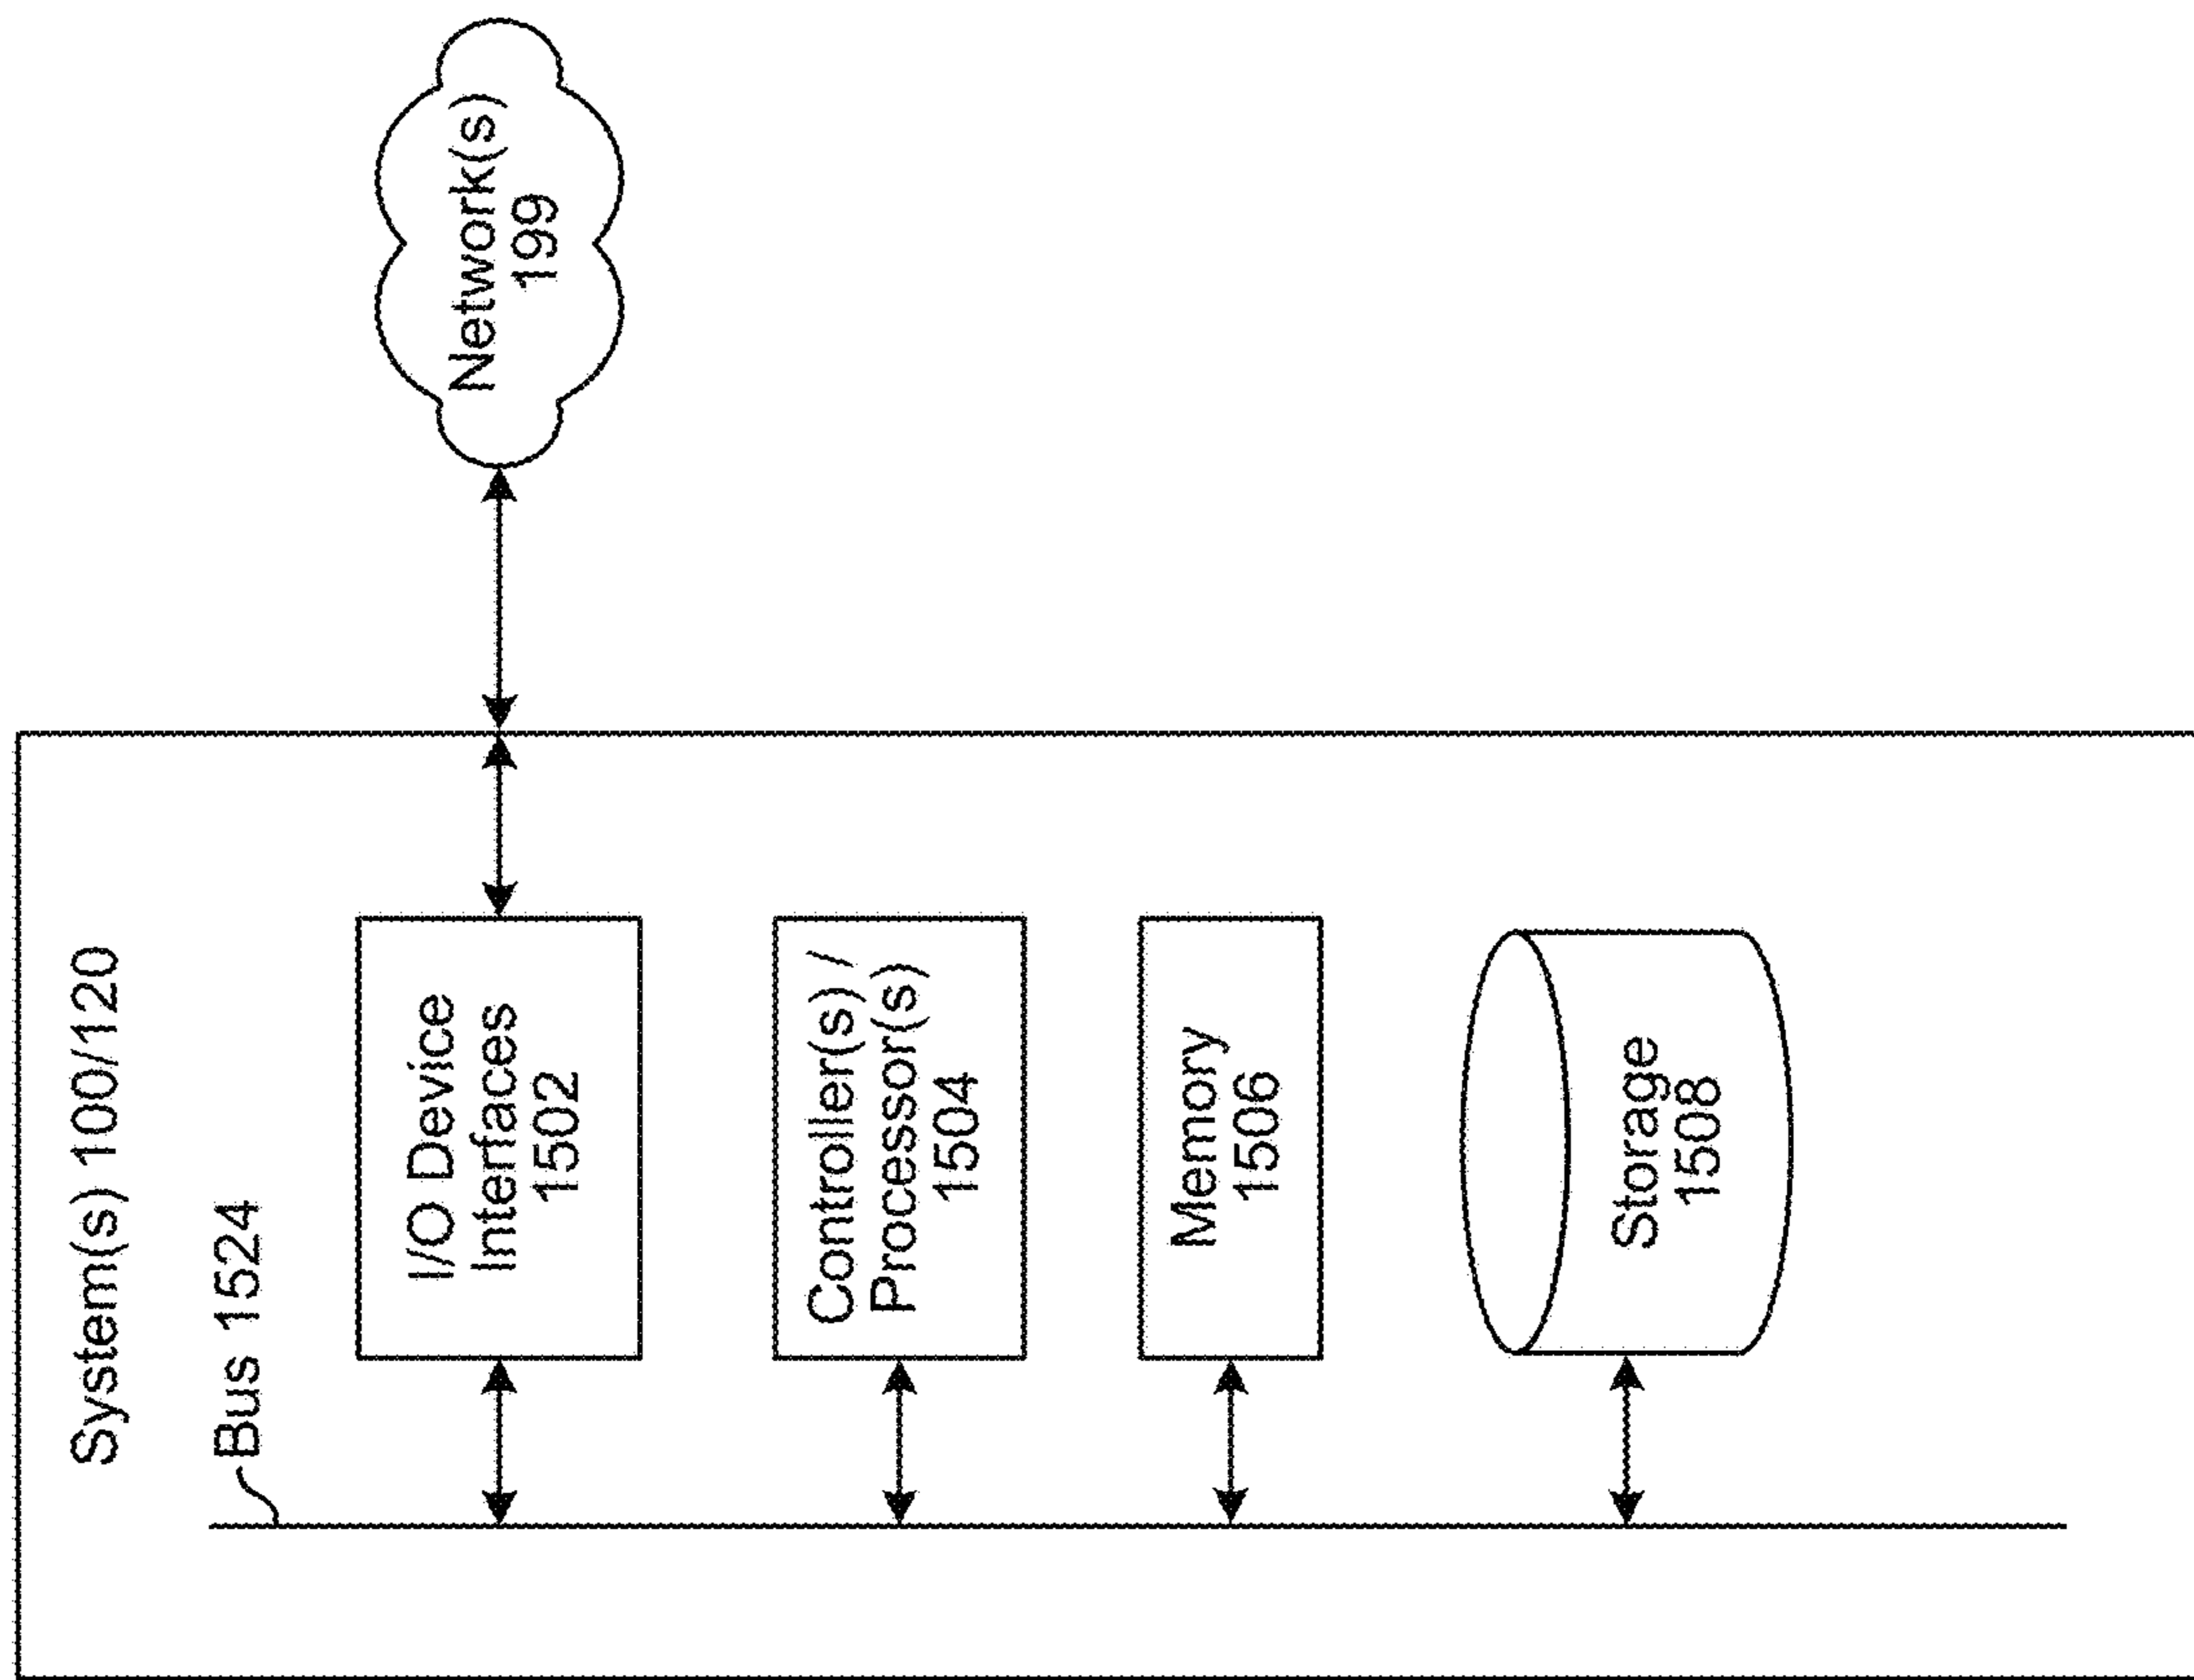 System(s) 100/120
Bus 1524
I/O Device
Interfaces
1502
Network(s)
199
Controller(s) /
Processor(s)
1504
Memory
1506
Storage
1508